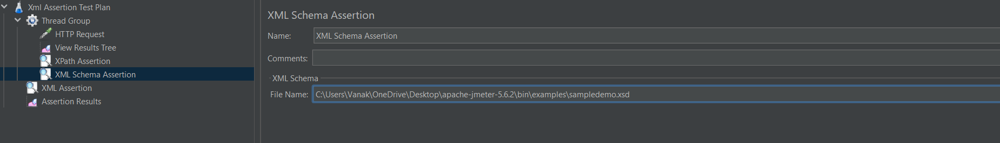 Xml Assertion Test Plan
Thread Group
HTTP Request
View Results Tree
XPath Assertion
XML Schema Assertion
XML Assertion
Assertion Results
XML Schema Assertion
Name: XML Schema Assertion
Comments:
XML Schema
File Name: C:\Users\Vanak\OneDrive\Desktop\apache-jmeter-5.6.2\bin\examples\sampledemo.xsd